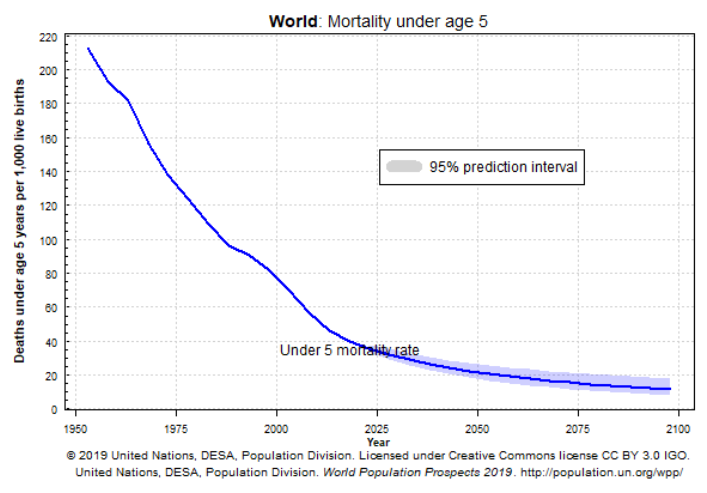 World: Mortality under age 5
Deaths under age 5 years per 1,000 live births
220
200
180
160
140
120
100
80
60
40
20
0
95% prediction interval
Under 5 mortality rate
1950 1975 2000 2025 2050 2075 2100
Year
© 2019 United Nations, DESA, Population Division. Licensed under Creative Commons license CC BY 3.0 IGO.
United Nations, DESA, Population Division. World Population Prospects 2019. http://population.un.org/wpp/